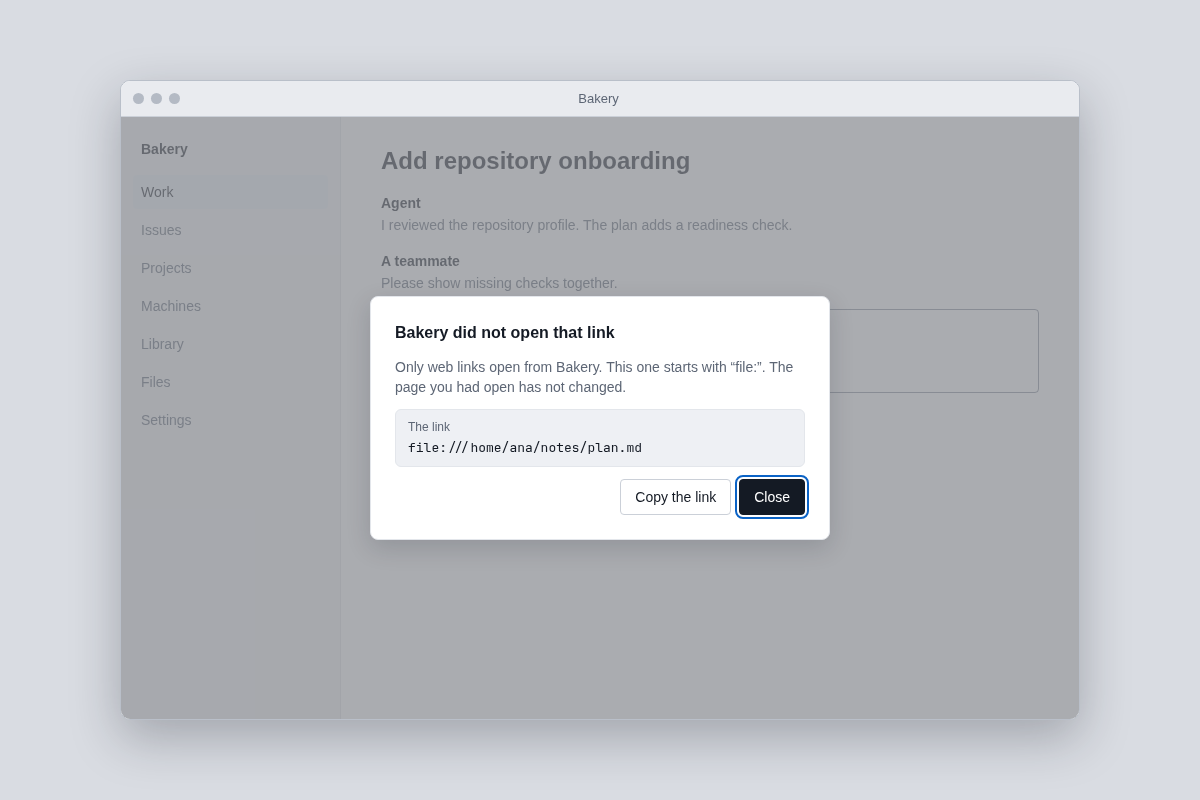 Bakery
Bakery
Work
Issues
Projects
Machines
Library
Files
Settings
Add repository onboarding
Agent
I reviewed the repository profile. The plan adds a readiness check.
A teammate
Please show missing checks together.
Bakery did not open that link
Only web links open from Bakery. This one starts with “file:”. The
page you had open has not changed.
The link
file:///home/ana/notes/plan.md
Copy the link
Close